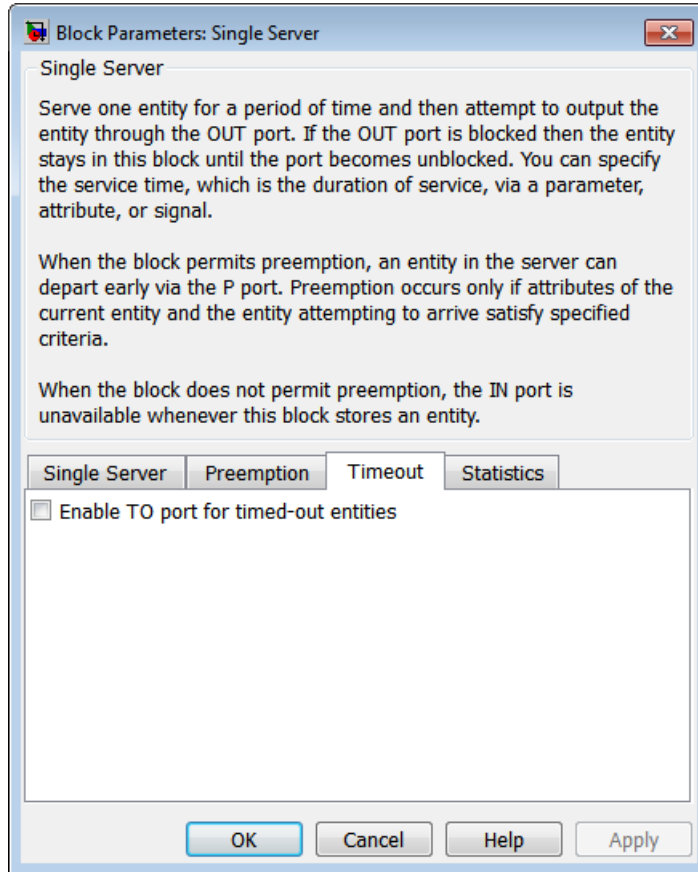 Block Parameters: Single Server
Single Server
Serve one entity for a period of time and then attempt to output the
entity through the OUT port. If the OUT port is blocked then the entity
stays in this block until the port becomes unblocked. You can specify
the service time, which is the duration of service, via a parameter,
attribute, or signal.
When the block permits preemption, an entity in the server can
depart early via the P port. Preemption occurs only if attributes of the
current entity and the entity attempting to arrive satisfy specified
criteria.
When the block does not permit preemption, the IN port is
unavailable whenever this block stores an entity.
Single Server Preemption Timeout Statistics
Enable TO port for timed-out entities
OK Cancel Help Apply